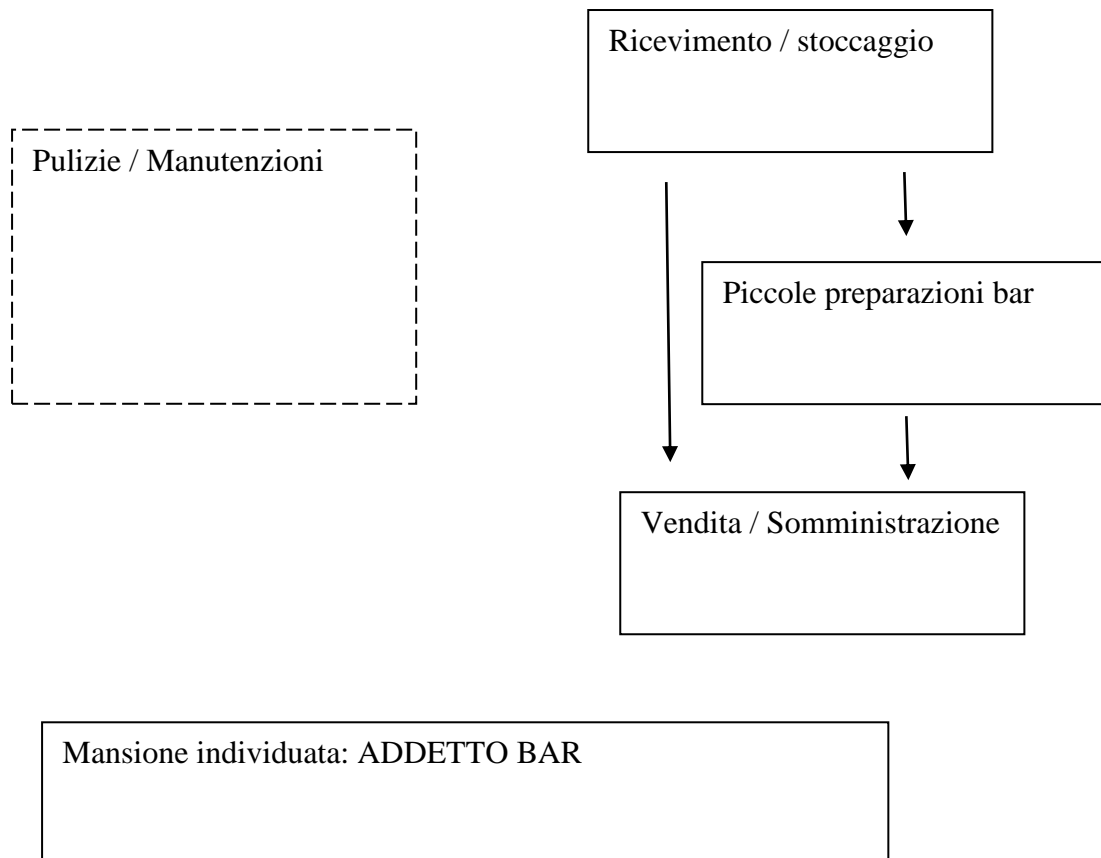 Ricevimento / stoccaggio
Pulizie / Manutenzioni
Piccole preparazioni bar
Vendita / Somministrazione
Mansione individuata: ADDETTO BAR